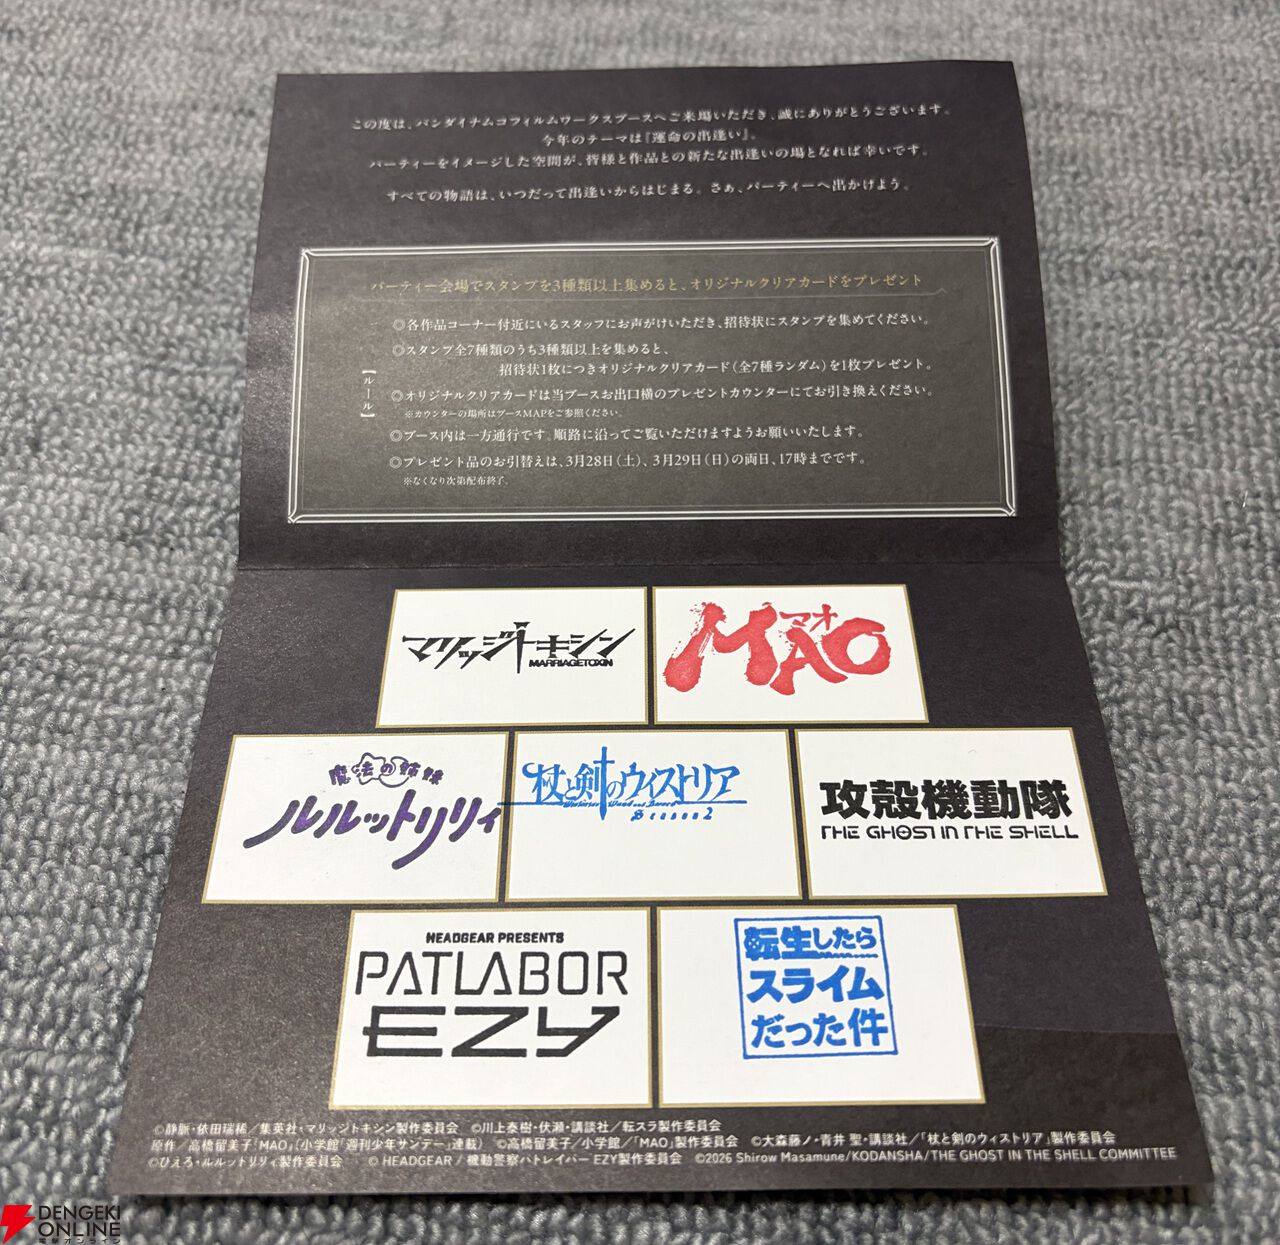 この度は、バンダイナムコフィルムワークスブースへご来場いただき、誠にありがとうございます。
今年のテーマは『運命の出逢い』。
パーティーをイメージした空間が、皆様と作品との新たな出逢いの場となれば幸いです。
すべての物語は、いつだって出逢いからはじまる。さぁ、パーティーへ出かけよう。
パーティー会場でスタンプを3種類以上集めると、オリジナルクリアカードをプレゼント
【ルール】
◎各作品コーナー付近にいるスタッフにお声がけいただき、招待状にスタンプを集めてください。
◎スタンプ全7種類のうち3種類以上を集めると、
招待状1枚につきオリジナルクリアカード（全7種ランダム）を1枚プレゼント。
◎オリジナルクリアカードは当ブースお出口横のプレゼントカウンターにてお引き換えください。
※カウンターの場所はブースMAPをご参照ください。
◎ブース内は一方通行です。順路に沿ってご覧いただけますようお願いいたします。
◎プレゼント品のお引替えは、3月28日（土）、3月29日（日）の両日、17時までです。
※なくなり次第配布終了。
マリッジトキシン
MARRIAGETOXIN
マオ
MAO
魔法の姉妹
ルルットリリィ
杖と剣のウィストリア
Wistoria: Wand and Sword
Season2
攻殻機動隊
THE GHOST IN THE SHELL
HEADGEAR PRESENTS
PATLABOR
EZY
転生したら
スライム
だった件
©静脈・依田瑞稀／集英社・マリッジトキシン製作委員会 ©川上泰樹・伏瀬・講談社／転スラ製作委員会
原作／高橋留美子「MAO」（小学館「週刊少年サンデー」連載） ©高橋留美子／小学館／「MAO」製作委員会 ©大森藤ノ・青井 聖・講談社／「杖と剣のウィストリア」製作委員会
©ひえろ・ルルットリリィ製作委員会 © HEADGEAR / 機動警察パトレイバー EZY製作委員会 ©2026 Shirow Masamune/KODANSHA/THE GHOST IN THE SHELL COMMITTEE
DENGEKI
ONLINE
電撃オンライン